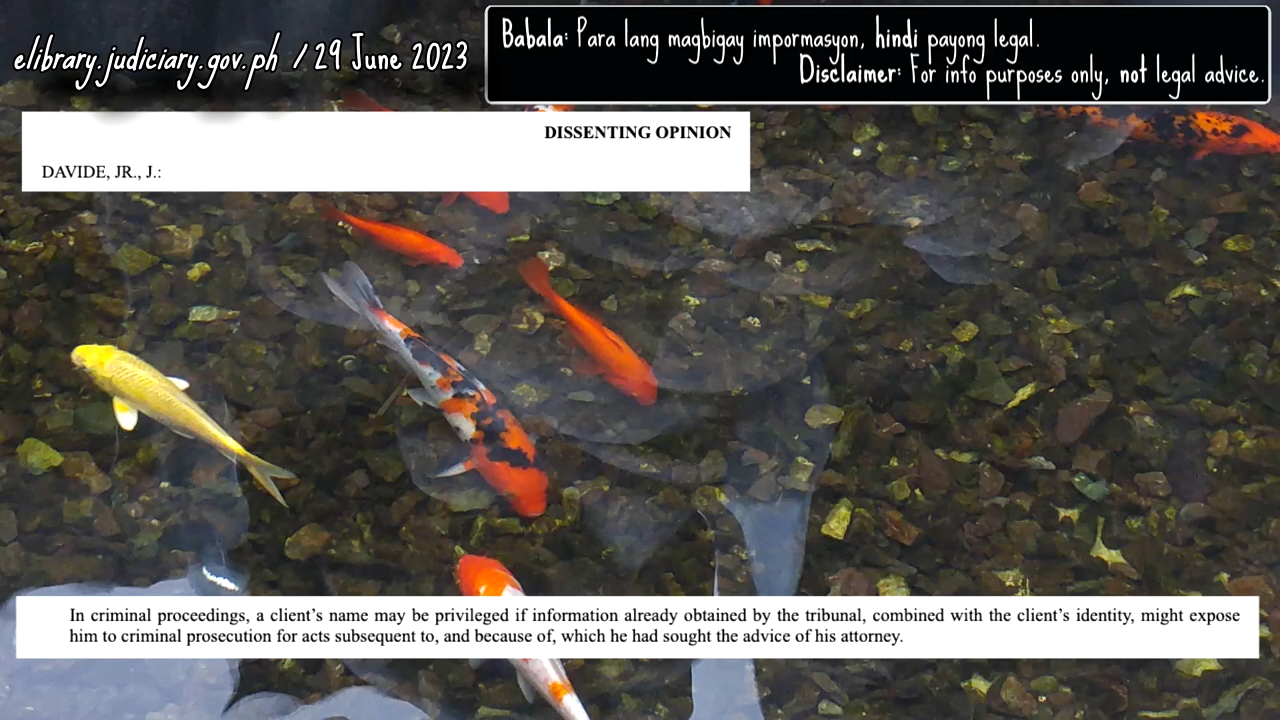 elibrary.judiciary.gov.ph / 29 June 2023
Babala: Para lang magbigay impormasyon, hindi payong legal.
Disclaimer: For info purposes only, not legal advice.
DISSENTING OPINION
DAVIDE, JR., J.:
In criminal proceedings, a client's name may be privileged if information already obtained by the tribunal, combined with the client's identity, might expose
him to criminal prosecution for acts subsequent to, and because of, which he had sought the advice of his attorney.